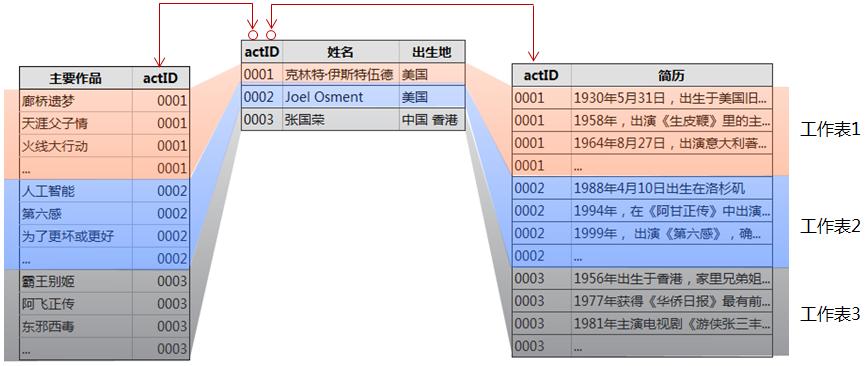 actID 姓名 出生地
0001 克林特·伊斯特伍德 美国
0002 Joel Osment 美国
0003 张国荣 中国 香港
主要作品 actID
廊桥遗梦 0001
天涯父子情 0001
火线大行动 0001
... 0001
人工智能 0002
第六感 0002
为了更坏或更好 0002
... 0002
霸王别姬 0003
阿飞正传 0003
东邪西毒 0003
... 0003
actID 简历
0001 1930年5月31日，出生于美国旧...
0001 1958年，出演《生皮鞭》里的主...
0001 1964年8月27日，出演意大利著...
0001 ...
0002 1988年4月10日出生在洛杉矶
0002 1994年，在《阿甘正传》中出演...
0002 1999年， 出演《第六感》，确...
0002 ...
0003 1956年出生于香港，家里兄弟姐...
0003 1977年获得《华侨日报》最有前...
0003 1981年主演电视剧《游侠张三丰...
0003 ...
工作表1
工作表2
工作表3